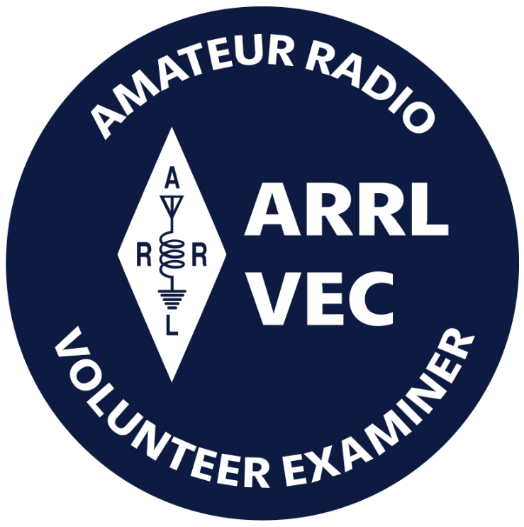 AMATEUR RADIO
A
R R
L
ARRL
VEC
VOLUNTEER EXAMINER